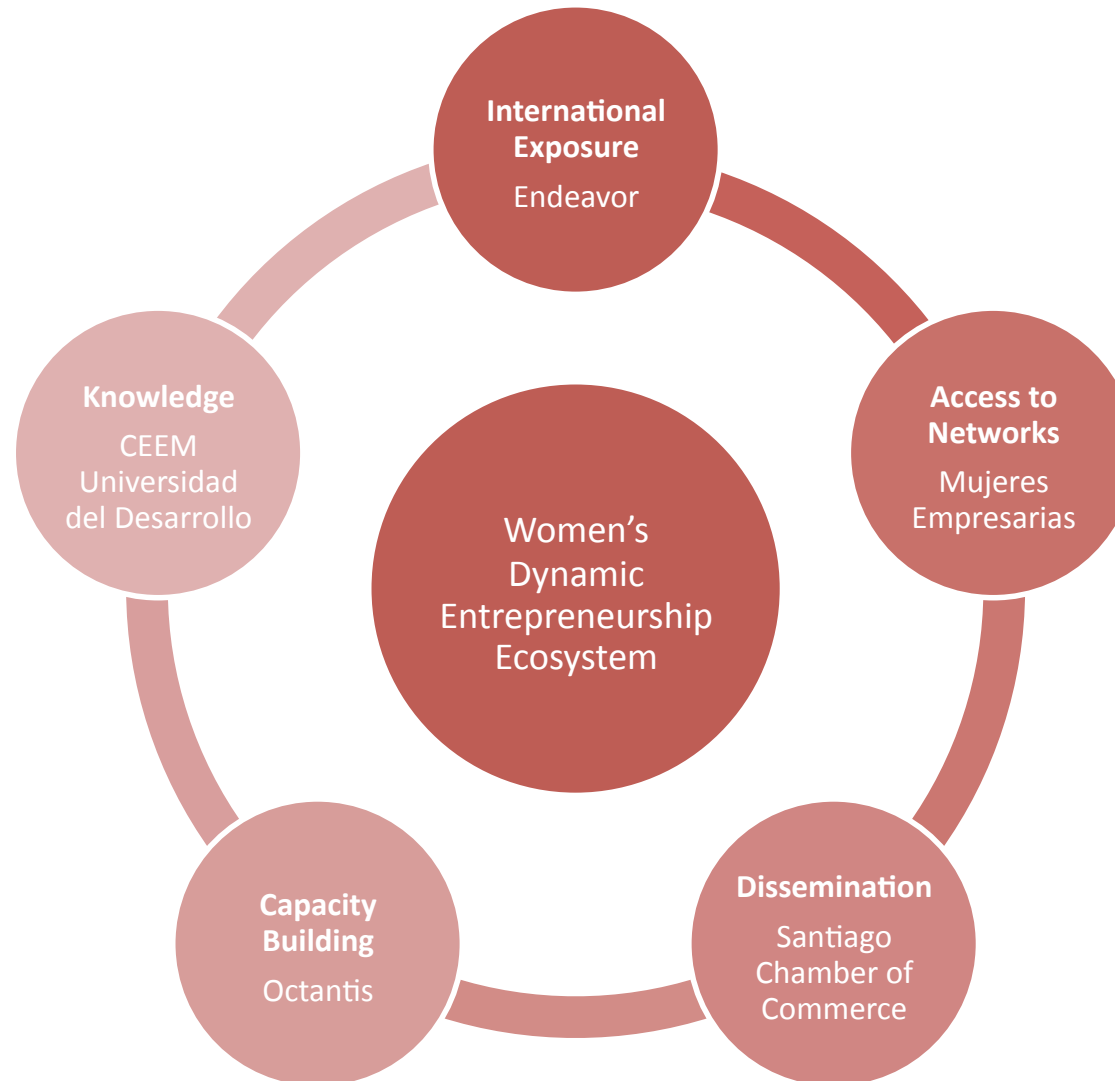 International
Exposure
Endeavor
Access to
Networks
Mujeres
Empresarias
Dissemination
Santiago
Chamber of
Commerce
Capacity
Building
Octantis
Knowledge
CEEM
Universidad
del Desarrollo
Women’s
Dynamic
Entrepreneurship
Ecosystem